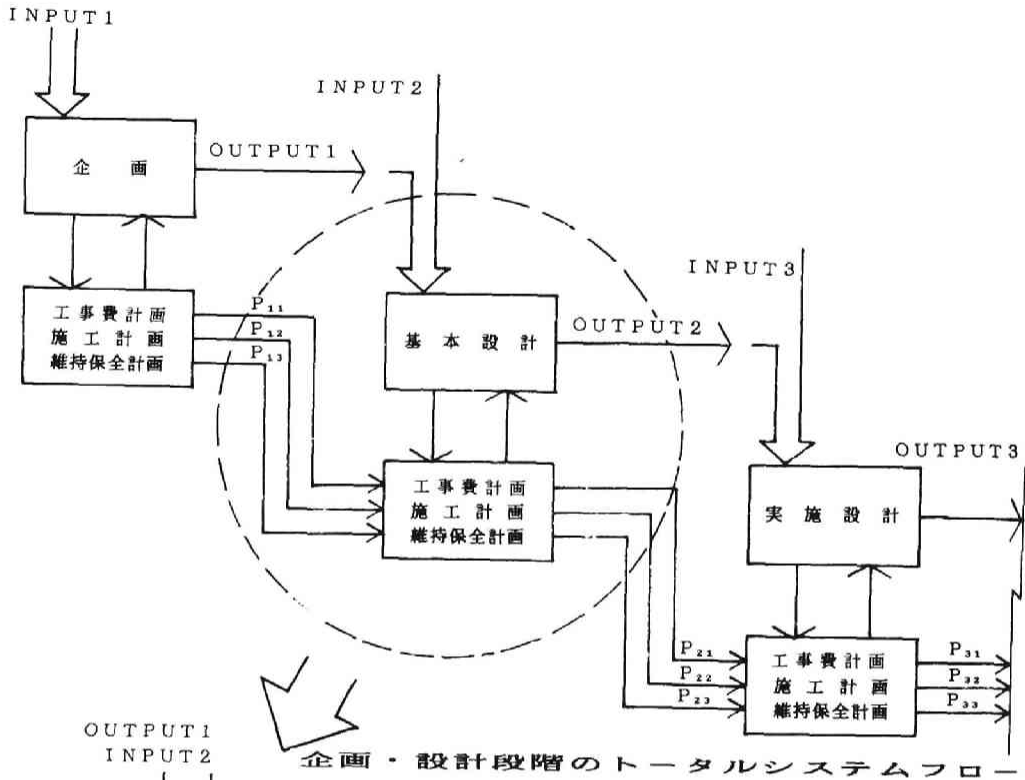 INPUT1
企画
OUTPUT1
工事費計画
施工計画
維持保全計画
P₁₁
P₁₂
P₁₃
INPUT2
基本設計
OUTPUT2
工事費計画
施工計画
維持保全計画
P₂₁
P₂₂
P₂₃
INPUT3
実施設計
OUTPUT3
工事費計画
施工計画
維持保全計画
P₃₁
P₃₂
P₃₃
OUTPUT1
INPUT2
企画・設計段階のトータルシステムフロー